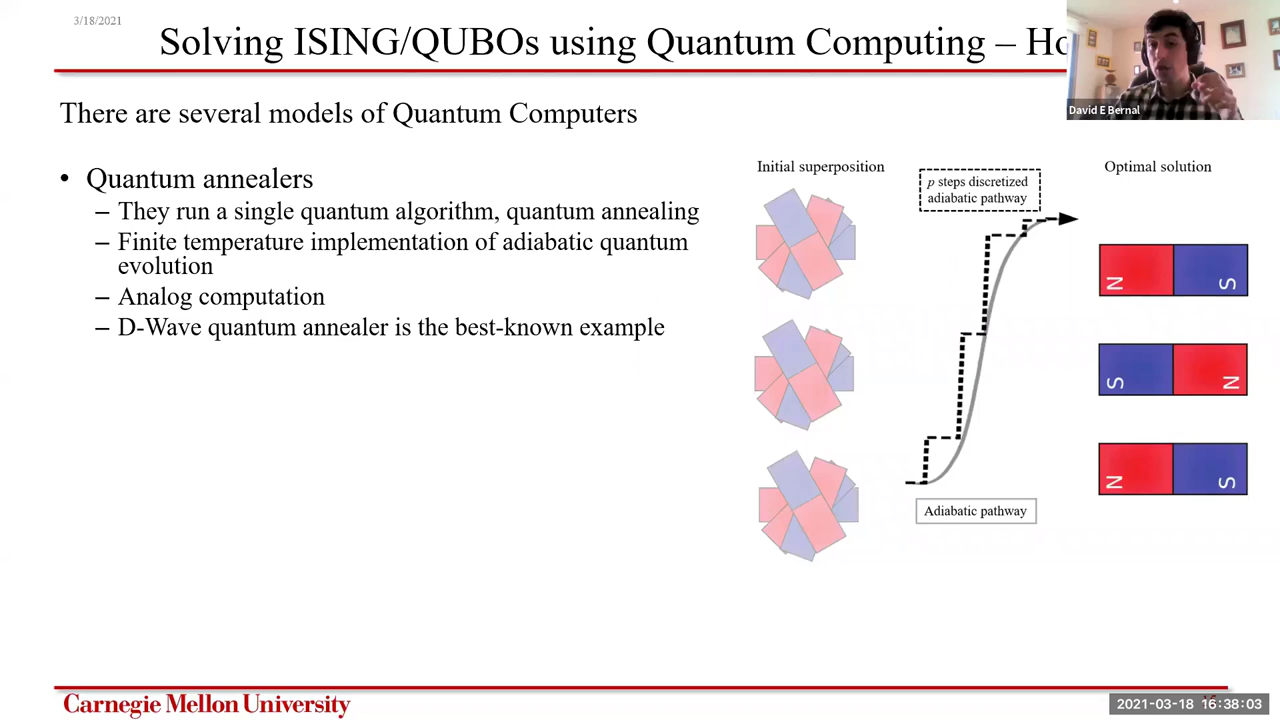 3/18/2021
Solving ISING/QUBOs using Quantum Computing – Ho
David E Bernal
There are several models of Quantum Computers
• Quantum annealers
– They run a single quantum algorithm, quantum annealing
– Finite temperature implementation of adiabatic quantum
evolution
– Analog computation
– D-Wave quantum annealer is the best-known example
Initial superposition
p steps discretized
adiabatic pathway
Optimal solution
N S
S N
N S
Adiabatic pathway
Carnegie Mellon University
2021-03-18 16:38:03